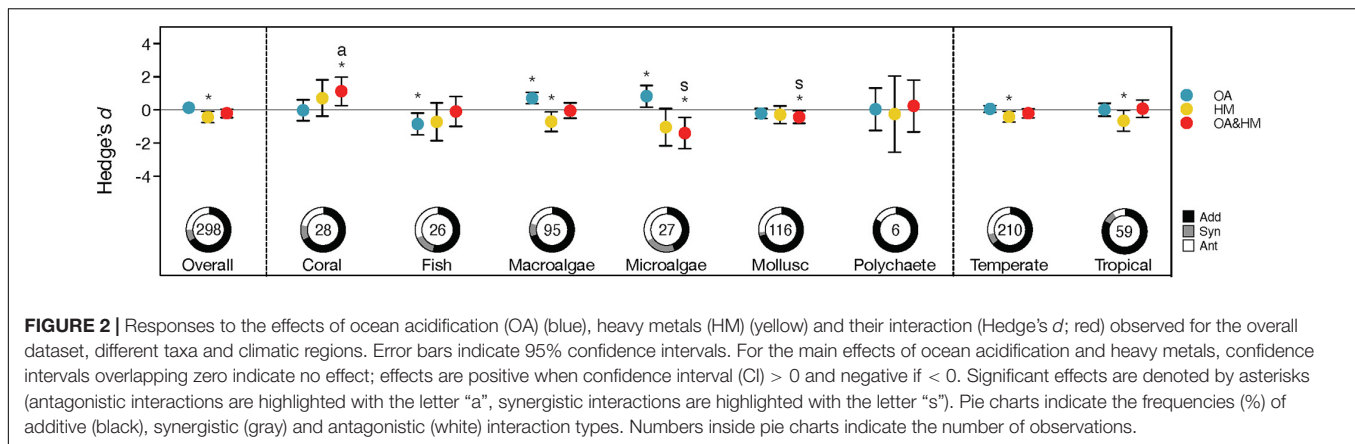 4
2
0
-2
-4
Hedge's d
*
a
*
*
*
*
*
s
*
s
*
*
*
OA
HM
OA&HM
298
28
26
95
27
116
6
210
59
Add
Syn
Ant
Overall
Coral
Fish
Macroalgae
Microalgae
Mollusc
Polychaete
Temperate
Tropical
FIGURE 2 | Responses to the effects of ocean acidification (OA) (blue), heavy metals (HM) (yellow) and their interaction (Hedge's d; red) observed for the overall
dataset, different taxa and climatic regions. Error bars indicate 95% confidence intervals. For the main effects of ocean acidification and heavy metals, confidence
intervals overlapping zero indicate no effect; effects are positive when confidence interval (CI) > 0 and negative if < 0. Significant effects are denoted by asterisks
(antagonistic interactions are highlighted with the letter "a", synergistic interactions are highlighted with the letter "s"). Pie charts indicate the frequencies (%) of
additive (black), synergistic (gray) and antagonistic (white) interaction types. Numbers inside pie charts indicate the number of observations.